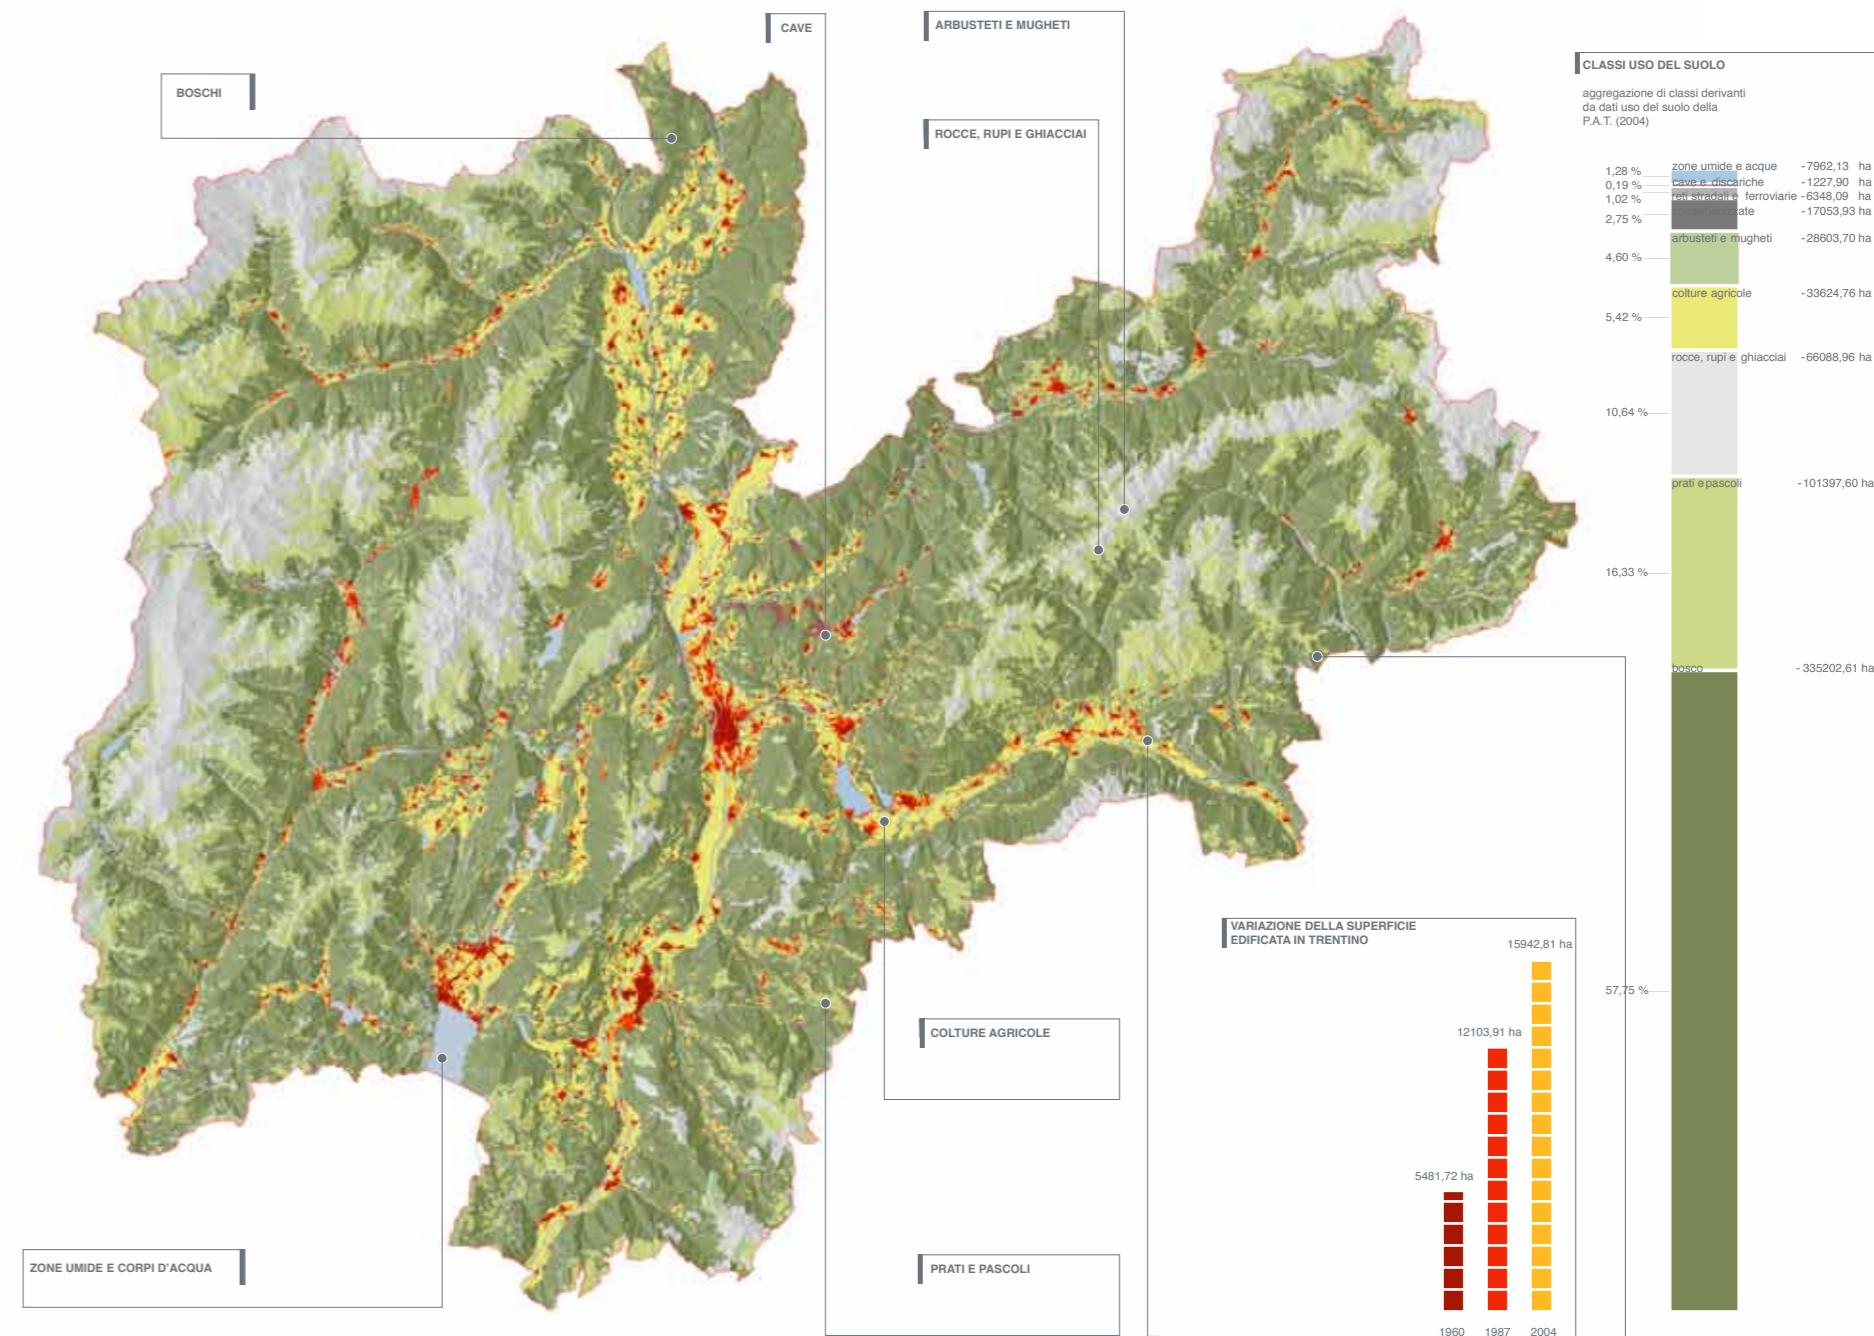 CAVE
ARBUSTETI E MUGHETI
BOSCHI
ROCCE, RUPI E GHIACCIAI
CLASSI USO DEL SUOLO
aggregazione di classi derivanti
da dati uso del suolo della
P.A.T. (2004)
1,28 % zone umide e acque -7962,13 ha
0,19 % cave e discariche -1227,90 ha
1,02 % reti stradali e ferroviarie -6348,09 ha
2,75 % -17053,93 ha
4,60 % arbusteti e mugheti -28603,70 ha
5,42 % colture agricole -33624,76 ha
10,64 % rocce, rupi e ghiacciai -66088,96 ha
16,33 % prati e pascoli -101397,60 ha
57,75 % bosco - 335202,61 ha
VARIAZIONE DELLA SUPERFICIE
EDIFICATA IN TRENTINO
15942,81 ha
12103,91 ha
5481,72 ha
1960 1987 2004
COLTURE AGRICOLE
PRATI E PASCOLI
ZONE UMIDE E CORPI D'ACQUA